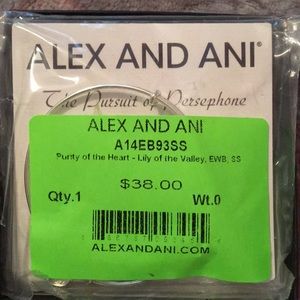 ALEX AND ANI®
The Pursuit of Persephone
ALEX AND ANI
A14EB93SS
Purity of the Heart - Lily of the Valley, EWB, SS
$38.00
Qty.1
Wt.0
ALEXANDANI.COM